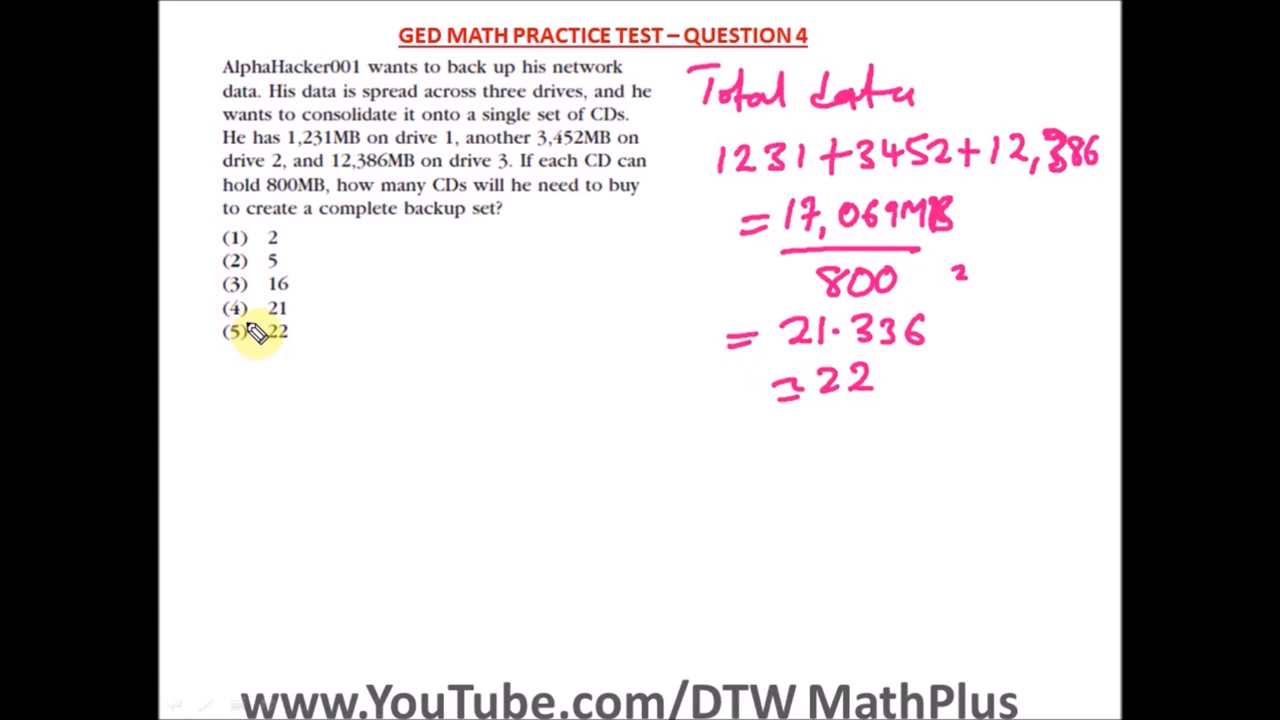 GED MATH PRACTICE TEST – QUESTION 4
AlphaHacker001 wants to back up his network
data. His data is spread across three drives, and he
wants to consolidate it onto a single set of CDs.
He has 1,231MB on drive 1, another 3,452MB on
drive 2, and 12,386MB on drive 3. If each CD can
hold 800MB, how many CDs will he need to buy
to create a complete backup set?
(1) 2
(2) 5
(3) 16
(4) 21
(5) 22
Total data
1231+3452+12,386
= 17,069MB
800 2
= 21.336
= 22
www.YouTube.com/DTW MathPlus